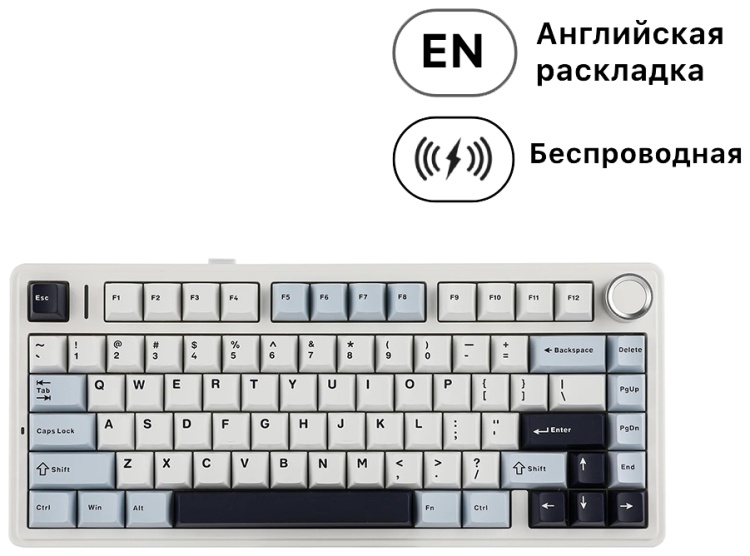 EN
Английская
раскладка
Беспроводная
Esc F1 F2 F3 F4 F5 F6 F7 F8 F9 F10 F11 F12
~ ! @ # $ % ^ & * ( ) — + ← Backspace Delete
` 1 2 3 4 5 6 7 8 9 0 - =
Tab Q W E R T Y U I O P { } | PgUp
[ ] \
Caps Lock A S D F G H J K L : " ← Enter PgDn
; '
⇧ Shift Z X C V B N M < > ? ⇧ Shift ↑ End
, . /
Ctrl Win Alt Fn Ctrl ← ↓ →